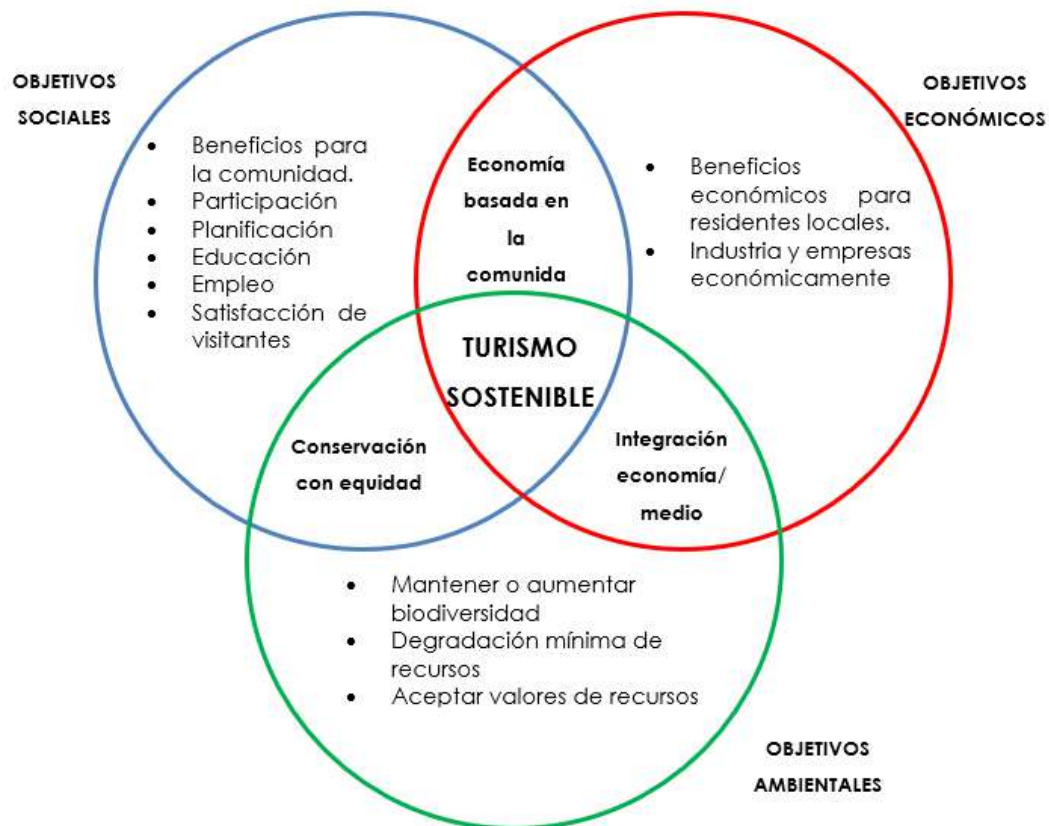 OBJETIVOS
SOCIALES
• Beneficios para
la comunidad.
• Participación
• Planificación
• Educación
• Empleo
• Satisfacción de
visitantes
Economía
basada en
la
comunida
OBJETIVOS
ECONÓMICOS
• Beneficios
económicos para
residentes locales.
• Industria y empresas
económicamente
TURISMO
SOSTENIBLE
Conservación
con equidad
Integración
economía/
medio
• Mantener o aumentar
biodiversidad
• Degradación mínima de
recursos
• Aceptar valores de recursos
OBJETIVOS
AMBIENTALES